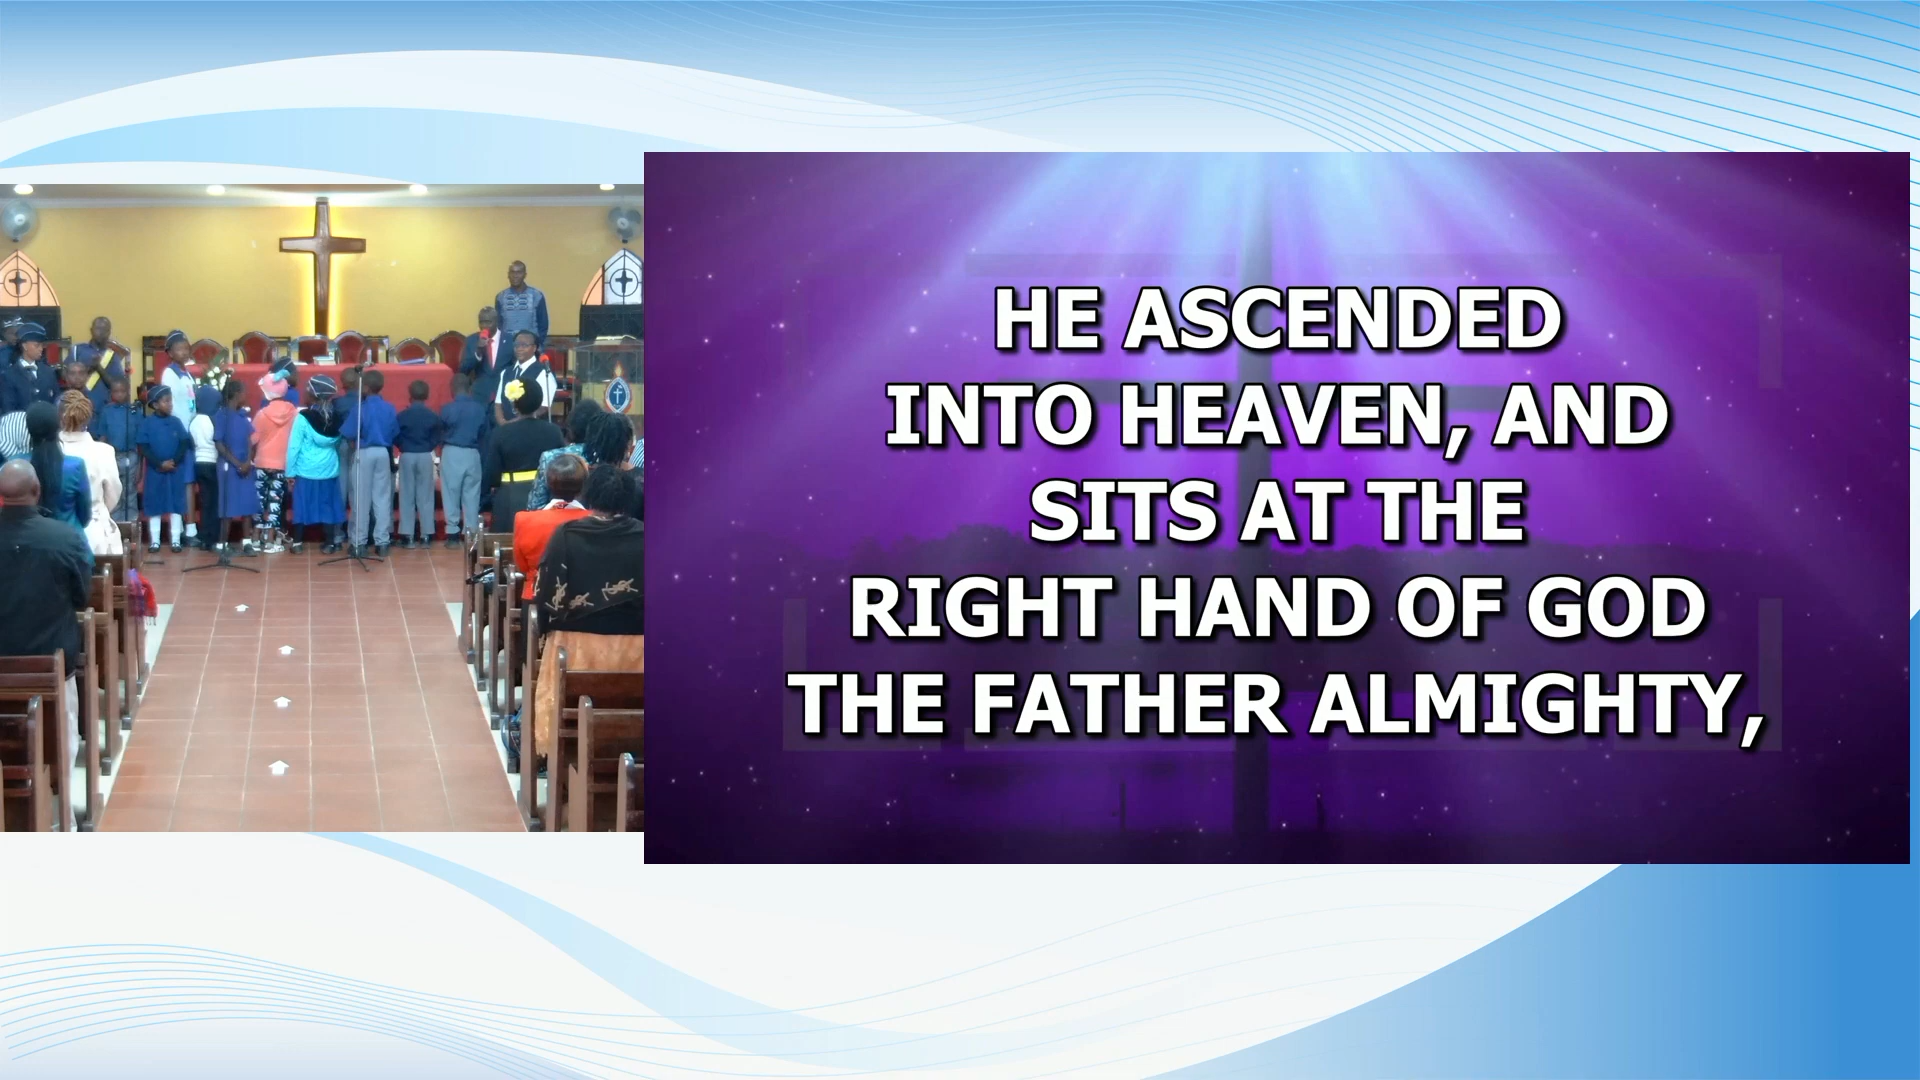 HE ASCENDED
INTO HEAVEN, AND
SITS AT THE
RIGHT HAND OF GOD
THE FATHER ALMIGHTY,